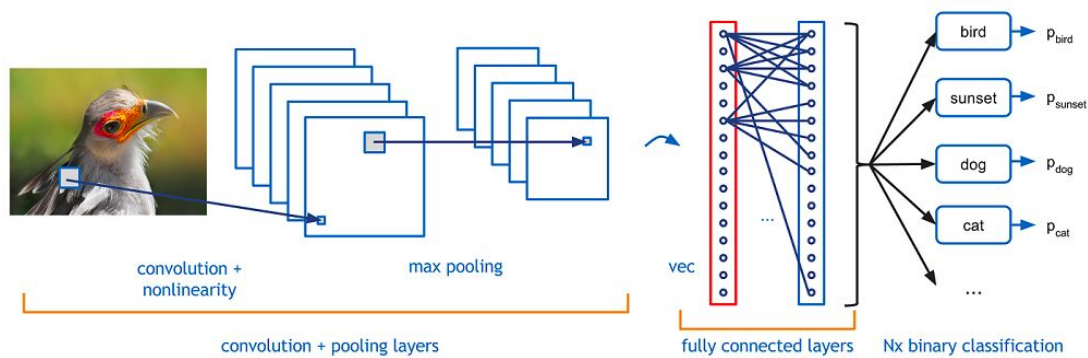 convolution +
nonlinearity
max pooling
convolution + pooling layers
vec
...
fully connected layers
bird
p_bird
sunset
p_sunset
dog
p_dog
cat
p_cat
...
Nx binary classification